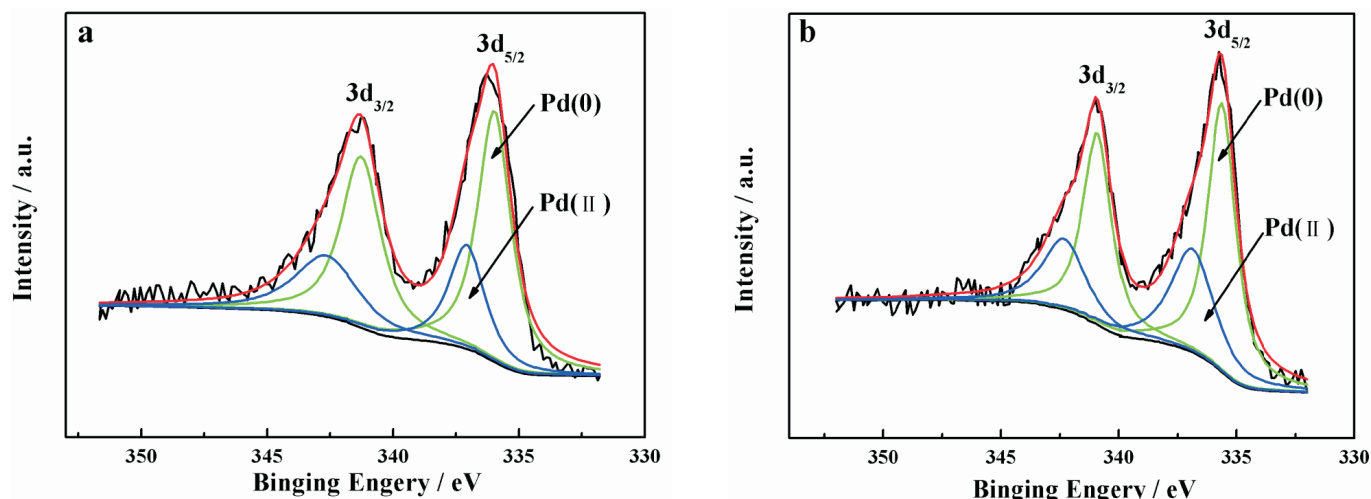 a
3d3/2
3d5/2
Pd(0)
Pd(II)
Intensity / a.u.
350 345 340 335 330
Binging Engery / eV
b
3d3/2
3d5/2
Pd(0)
Pd(II)
Intensity / a.u.
350 345 340 335 330
Binging Engery / eV